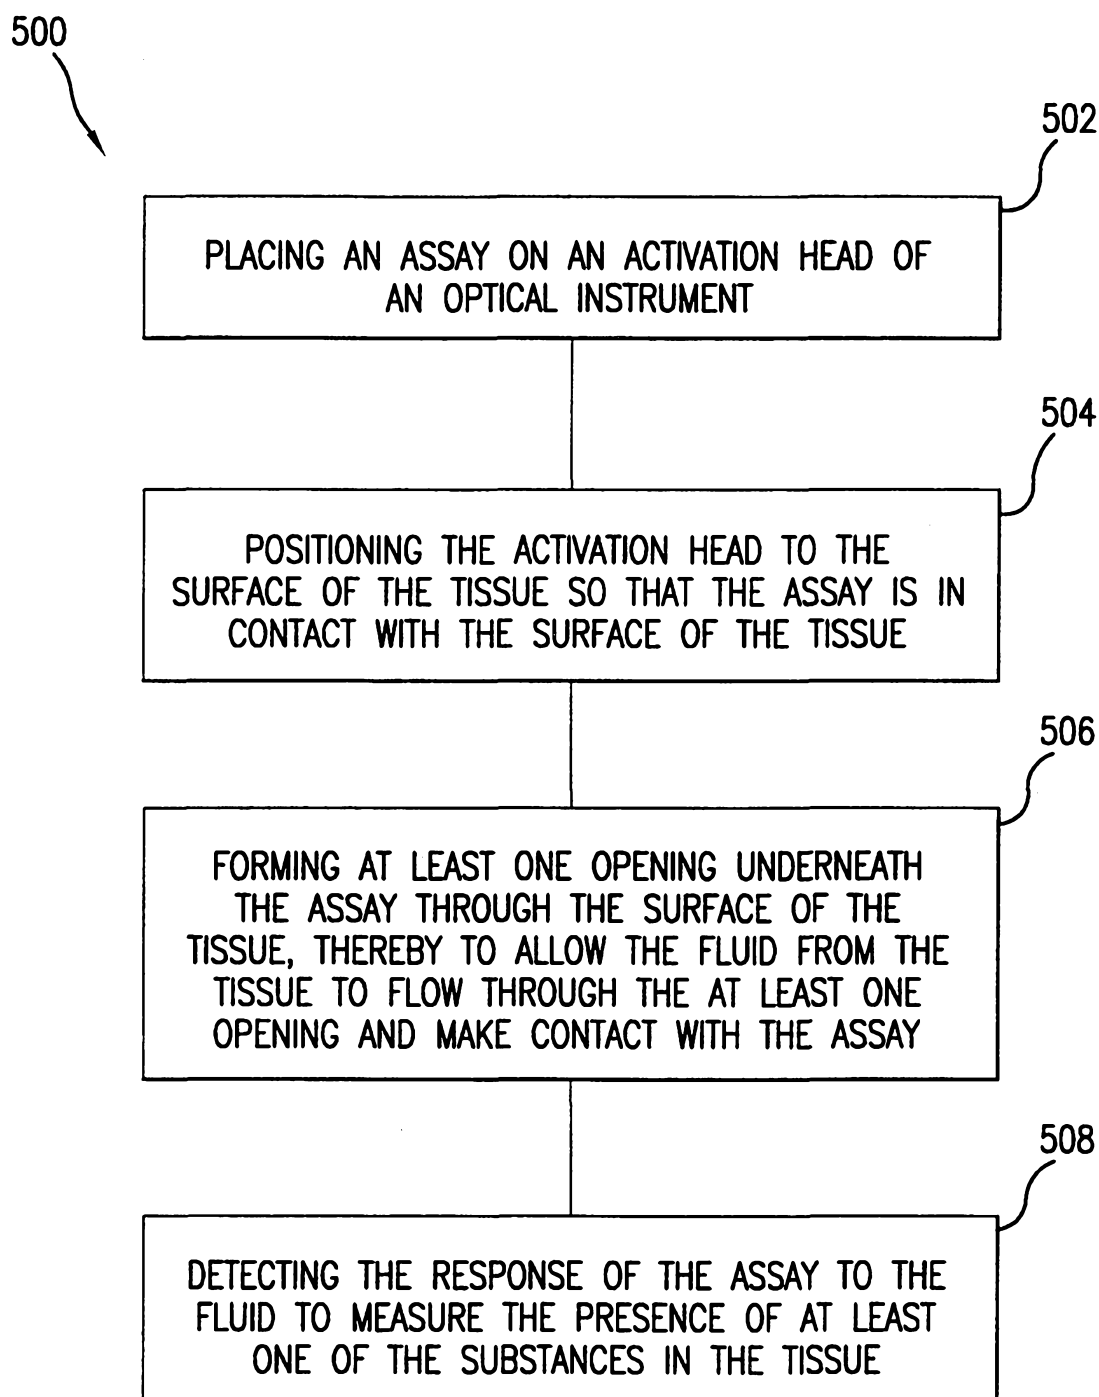 500
502
PLACING AN ASSAY ON AN ACTIVATION HEAD OF
AN OPTICAL INSTRUMENT
504
POSITIONING THE ACTIVATION HEAD TO THE
SURFACE OF THE TISSUE SO THAT THE ASSAY IS IN
CONTACT WITH THE SURFACE OF THE TISSUE
506
FORMING AT LEAST ONE OPENING UNDERNEATH
THE ASSAY THROUGH THE SURFACE OF THE
TISSUE, THEREBY TO ALLOW THE FLUID FROM THE
TISSUE TO FLOW THROUGH THE AT LEAST ONE
OPENING AND MAKE CONTACT WITH THE ASSAY
508
DETECTING THE RESPONSE OF THE ASSAY TO THE
FLUID TO MEASURE THE PRESENCE OF AT LEAST
ONE OF THE SUBSTANCES IN THE TISSUE